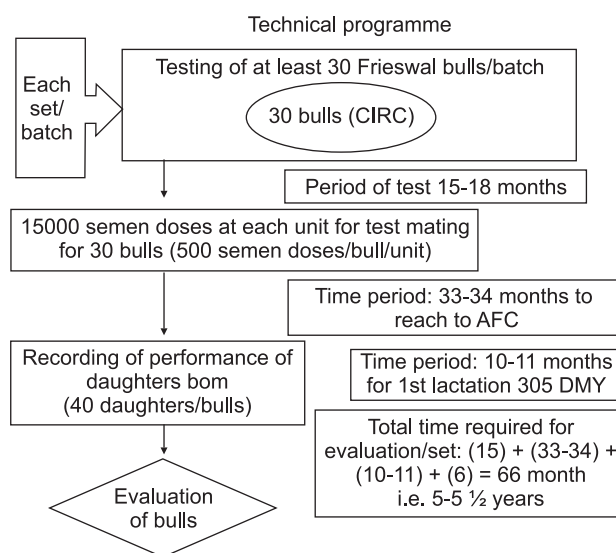 Technical programme
Each
set/
batch
Testing of at least 30 Frieswal bulls/batch
30 bulls (CIRC)
Period of test 15-18 months
15000 semen doses at each unit for test mating
for 30 bulls (500 semen doses/bull/unit)
Time period: 33-34 months to
reach to AFC
Recording of performance of
daughters bom
(40 daughters/bulls)
Time period: 10-11 months
for 1st lactation 305 DMY
Total time required for
evaluation/set: (15) + (33-34) +
(10-11) + (6) = 66 month
i.e. 5-5 ½ years
Evaluation
of bulls